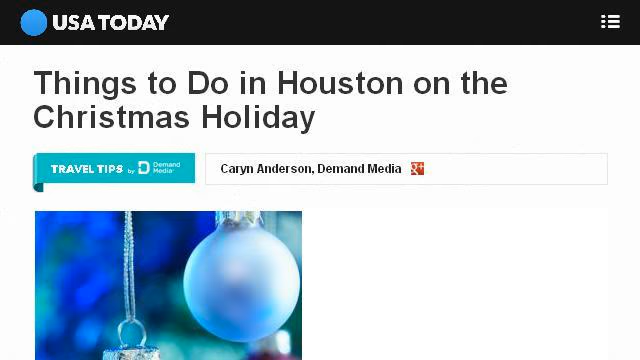 USA TODAY
Things to Do in Houston on the
Christmas Holiday
TRAVEL TIPS by Demand Media
Caryn Anderson, Demand Media g+